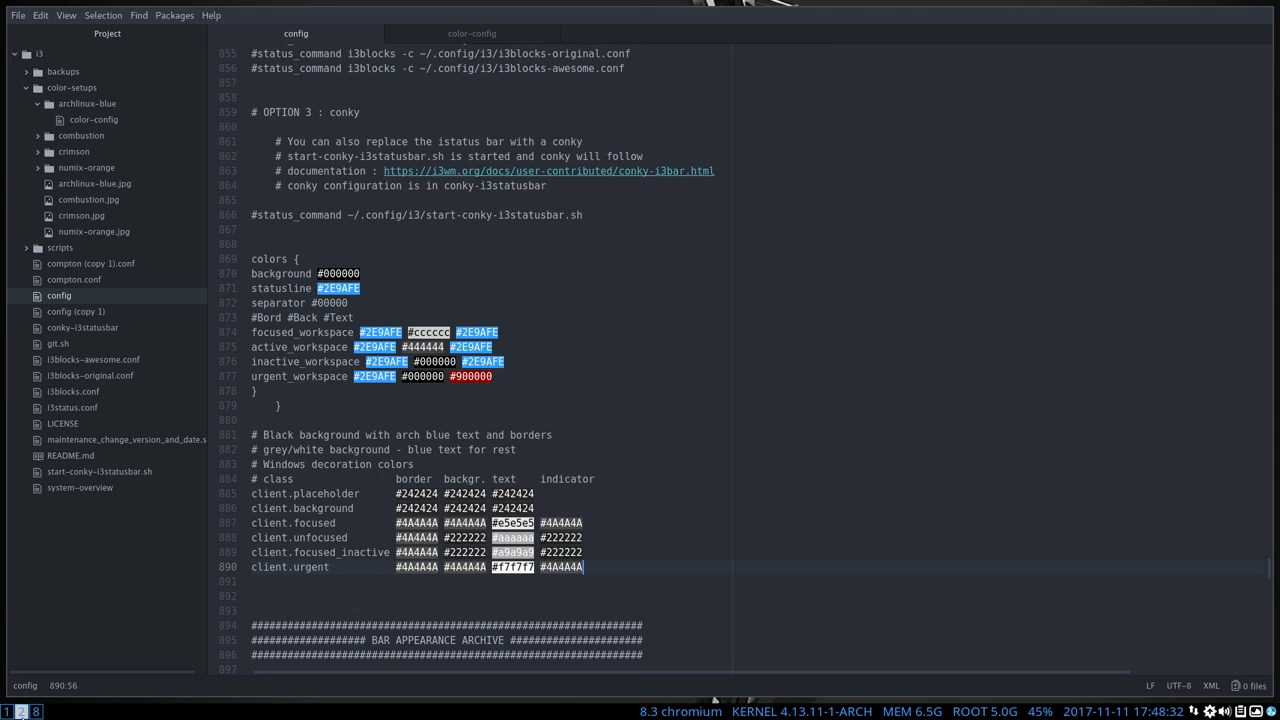 File Edit View Selection Find Packages Help
Project
i3
backups
color-setups
archlinux-blue
color-config
combustion
crimson
numix-orange
archlinux-blue.jpg
combustion.jpg
crimson.jpg
numix-orange.jpg
scripts
compton (copy 1).conf
compton.conf
config
config (copy 1)
conky-i3statusbar
git.sh
i3blocks-awesome.conf
i3blocks-original.conf
i3blocks.conf
i3status.conf
LICENSE
maintenance_change_version_and_date.s
README.md
start-conky-i3statusbar.sh
system-overview
config color-config
855 #status_command i3blocks -c ~/.config/i3/i3blocks-original.conf
856 #status_command i3blocks -c ~/.config/i3/i3blocks-awesome.conf
857
858
859 # OPTION 3 : conky
860
861 # You can also replace the istatus bar with a conky
862 # start-conky-i3statusbar.sh is started and conky will follow
863 # documentation : https://i3wm.org/docs/user-contributed/conky-i3bar.html
864 # conky configuration is in conky-i3statusbar
865
866 #status_command ~/.config/i3/start-conky-i3statusbar.sh
867
868
869 colors {
870 background #000000
871 statusline #2E9AFE
872 separator #00000
873 #Bord #Back #Text
874 focused_workspace #2E9AFE #cccccc #2E9AFE
875 active_workspace #2E9AFE #444444 #2E9AFE
876 inactive_workspace #2E9AFE #000000 #2E9AFE
877 urgent_workspace #2E9AFE #000000 #900000
878 }
879 }
880
881 # Black background with arch blue text and borders
882 # grey/white background - blue text for rest
883 # Windows decoration colors
884 # class border backgr. text indicator
885 client.placeholder #242424 #242424 #242424
886 client.background #242424 #242424 #242424
887 client.focused #4A4A4A #4A4A4A #e5e5e5 #4A4A4A
888 client.unfocused #4A4A4A #222222 #aaaaaa #222222
889 client.focused_inactive #4A4A4A #222222 #a9a9a9 #222222
890 client.urgent #4A4A4A #4A4A4A #f7f7f7 #4A4A4A
891
892
893
894 #################################################################
895 ################### BAR APPEARANCE ARCHIVE ######################
896 #################################################################
897
config 890:56 LF UTF-8 XML 0 files
1 2 8 8.3 chromium KERNEL 4.13.11-1-ARCH MEM 6.5G ROOT 5.0G 45% 2017-11-11 17:48:32